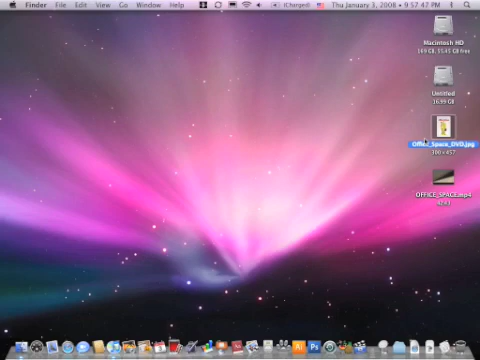 Finder File Edit View Go Window Help (Charged) Thu January 3, 2008 • 9:57:47 PM
Macintosh HD
Untitled
16.99 GB
Office_Space_DVD.jpg
OFFICE_SPACE.mp4